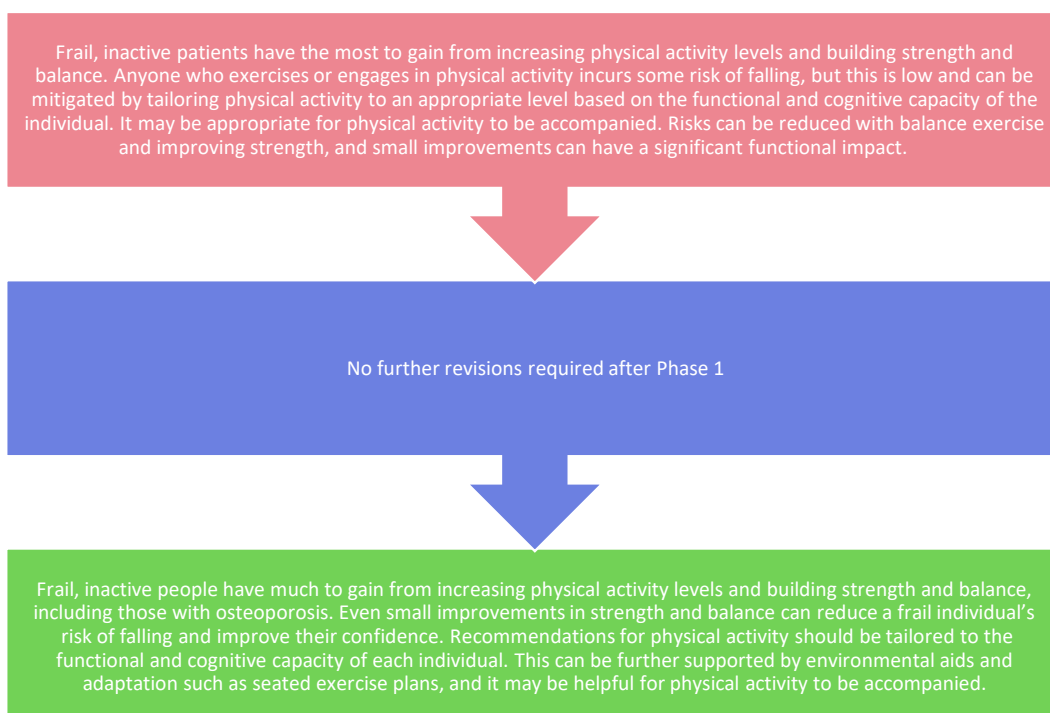 Frail, inactive patients have the most to gain from increasing physical activity levels and building strength and
balance. Anyone who exercises or engages in physical activity incurs some risk of falling, but this is low and can be
mitigated by tailoring physical activity to an appropriate level based on the functional and cognitive capacity of the
individual. It may be appropriate for physical activity to be accompanied. Risks can be reduced with balance exercise
and improving strength, and small improvements can have a significant functional impact.
No further revisions required after Phase 1
Frail, inactive people have much to gain from increasing physical activity levels and building strength and balance,
including those with osteoporosis. Even small improvements in strength and balance can reduce a frail individual’s
risk of falling and improve their confidence. Recommendations for physical activity should be tailored to the
functional and cognitive capacity of each individual. This can be further supported by environmental aids and
adaptation such as seated exercise plans, and it may be helpful for physical activity to be accompanied.